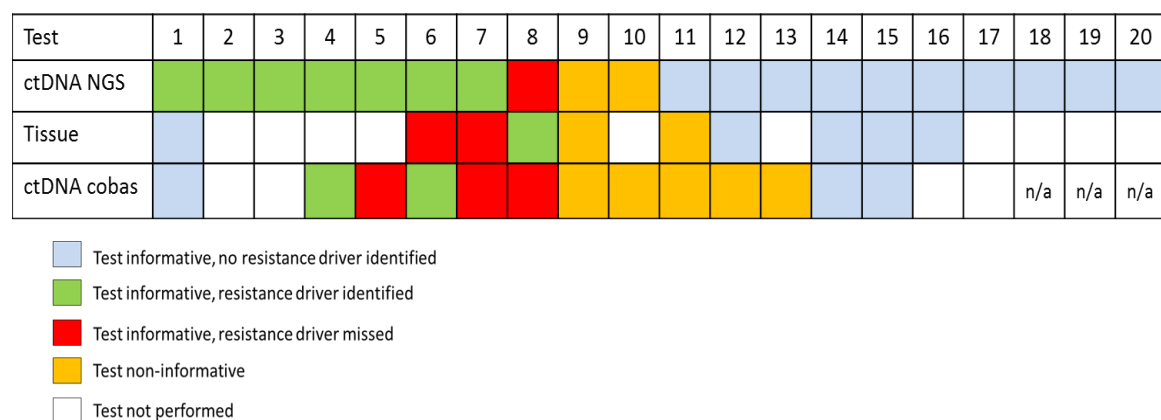 Test 1 2 3 4 5 6 7 8 9 10 11 12 13 14 15 16 17 18 19 20
ctDNA NGS
Tissue
ctDNA cobas n/a n/a n/a
Test informative, no resistance driver identified
Test informative, resistance driver identified
Test informative, resistance driver missed
Test non-informative
Test not performed